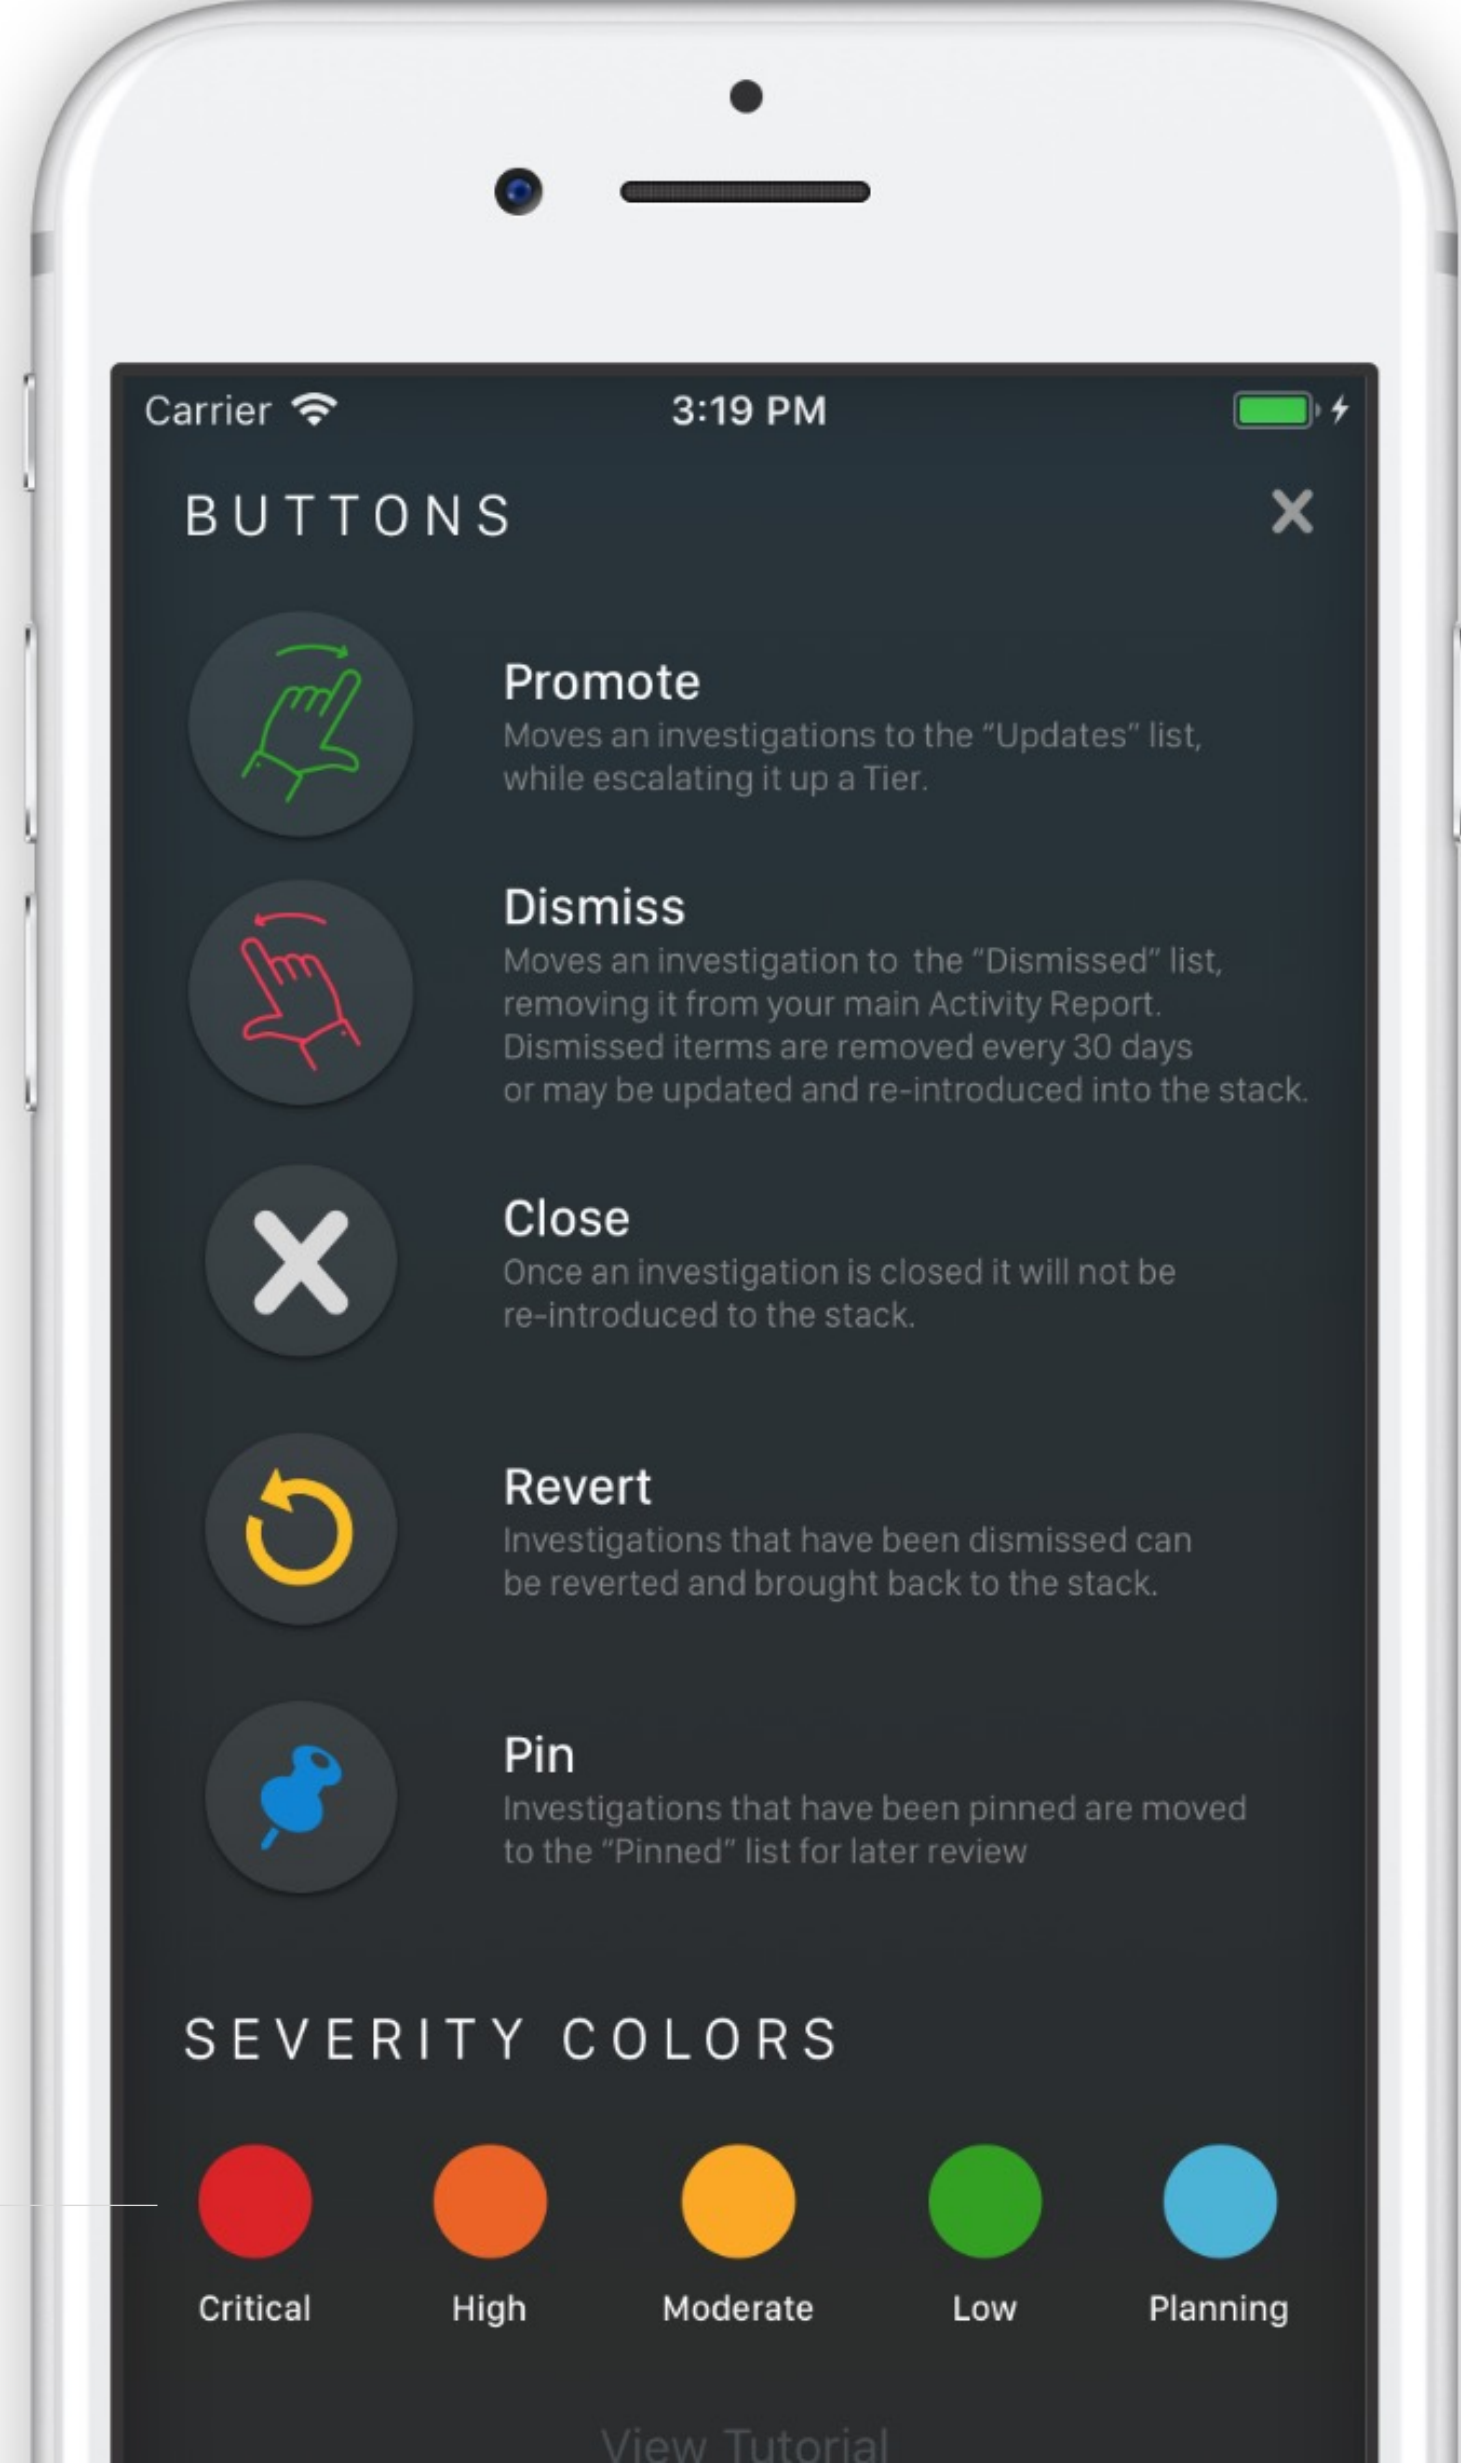 Carrier
3:19 PM
BUTTONS
Promote
Moves an investigations to the “Updates” list,
while escalating it up a Tier.
Dismiss
Moves an investigation to the “Dismissed” list,
removing it from your main Activity Report.
Dismissed iterms are removed every 30 days
or may be updated and re-introduced into the stack.
Close
Once an investigation is closed it will not be
re-introduced to the stack.
Revert
Investigations that have been dismissed can
be reverted and brought back to the stack.
Pin
Investigations that have been pinned are moved
to the “Pinned” list for later review
SEVERITY COLORS
Critical
High
Moderate
Low
Planning
View Tutorial